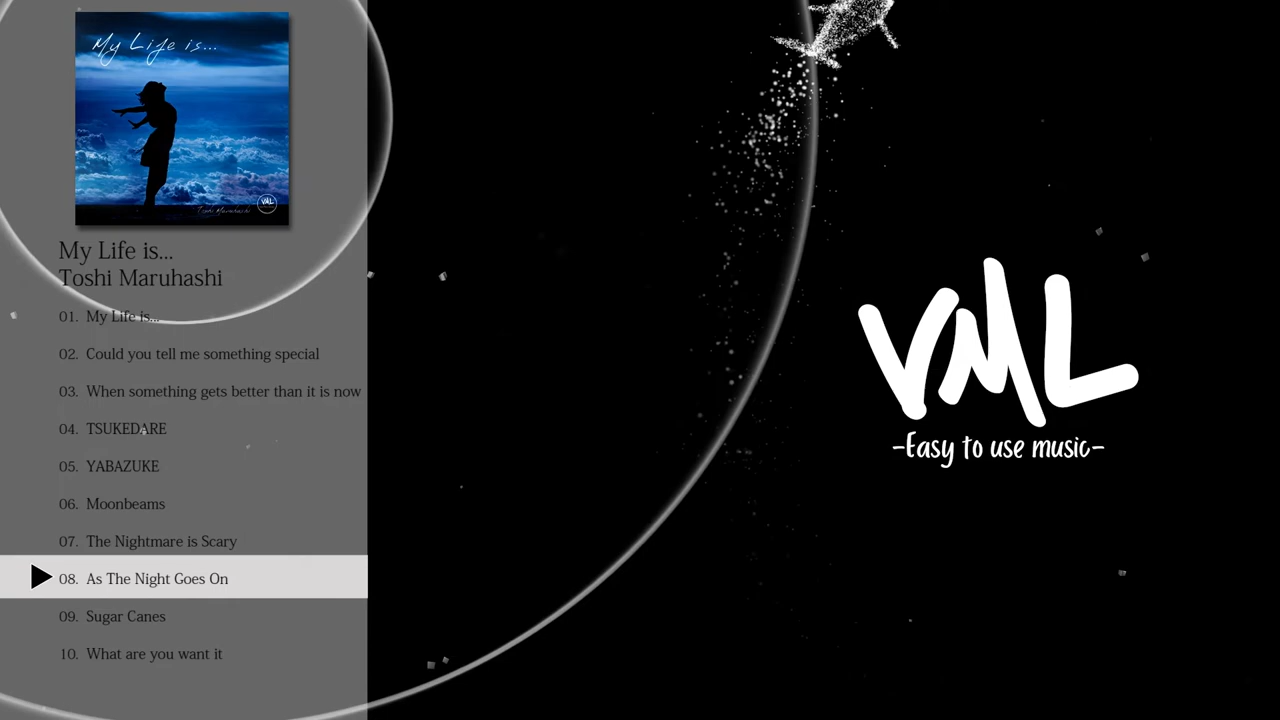 My Life is...
Toshi Maruhashi
VML
My Life is...
Toshi Maruhashi
01. My Life is...
02. Could you tell me something special
03. When something gets better than it is now
04. TSUKEDARE
05. YABAZUKE
06. Moonbeams
07. The Nightmare is Scary
08. As The Night Goes On
09. Sugar Canes
10. What are you want it
VML
-Easy to use music-